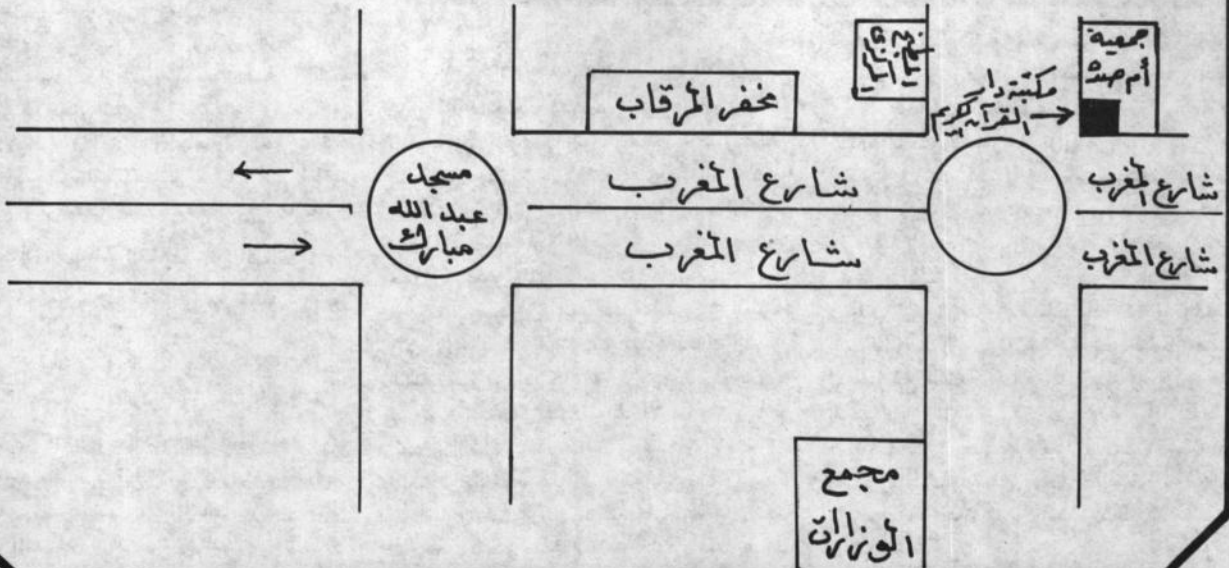 جمعية
أم صدة
مكتبة دار
القرآن الكريم
مخفر المرقاب
مسجد
عبد الله
مبارك
شارع المغرب
شارع المغرب
شارع المغرب
شارع المغرب
مجمع
الوزارات